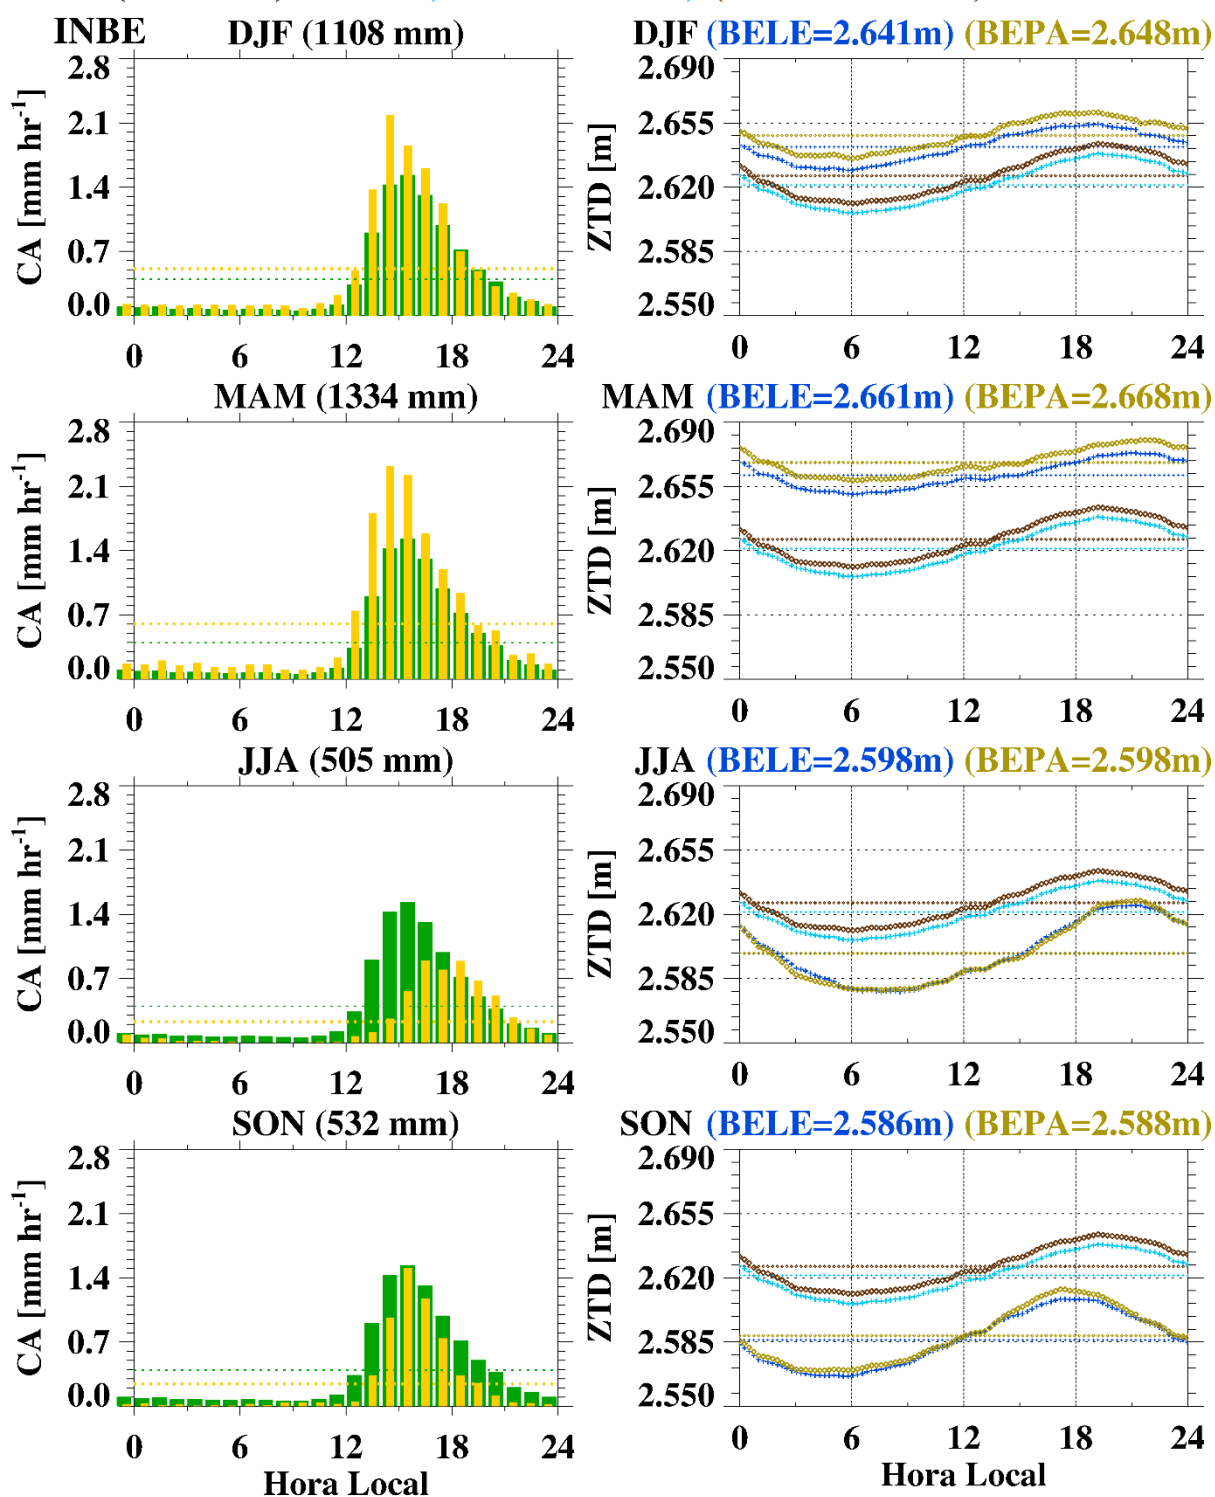 INBE DJF (1108 mm) DJF (BELE=2.641m) (BEPA=2.648m)
CA [mm hr-1]
2.8
2.1
1.4
0.7
0.0
0 6 12 18 24
ZTD [m]
2.690
2.655
2.620
2.585
2.550
0 6 12 18 24
MAM (1334 mm) MAM (BELE=2.661m) (BEPA=2.668m)
CA [mm hr-1]
2.8
2.1
1.4
0.7
0.0
0 6 12 18 24
ZTD [m]
2.690
2.655
2.620
2.585
2.550
0 6 12 18 24
JJA (505 mm) JJA (BELE=2.598m) (BEPA=2.598m)
CA [mm hr-1]
2.8
2.1
1.4
0.7
0.0
0 6 12 18 24
ZTD [m]
2.690
2.655
2.620
2.585
2.550
0 6 12 18 24
SON (532 mm) SON (BELE=2.586m) (BEPA=2.588m)
CA [mm hr-1]
2.8
2.1
1.4
0.7
0.0
0 6 12 18 24
Hora Local
ZTD [m]
2.690
2.655
2.620
2.585
2.550
0 6 12 18 24
Hora Local